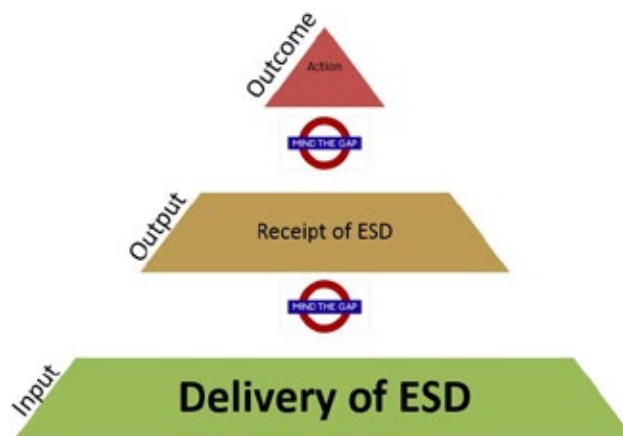 Outcome
Action
MIND THE GAP
Output
Receipt of ESD
MIND THE GAP
Input
Delivery of ESD